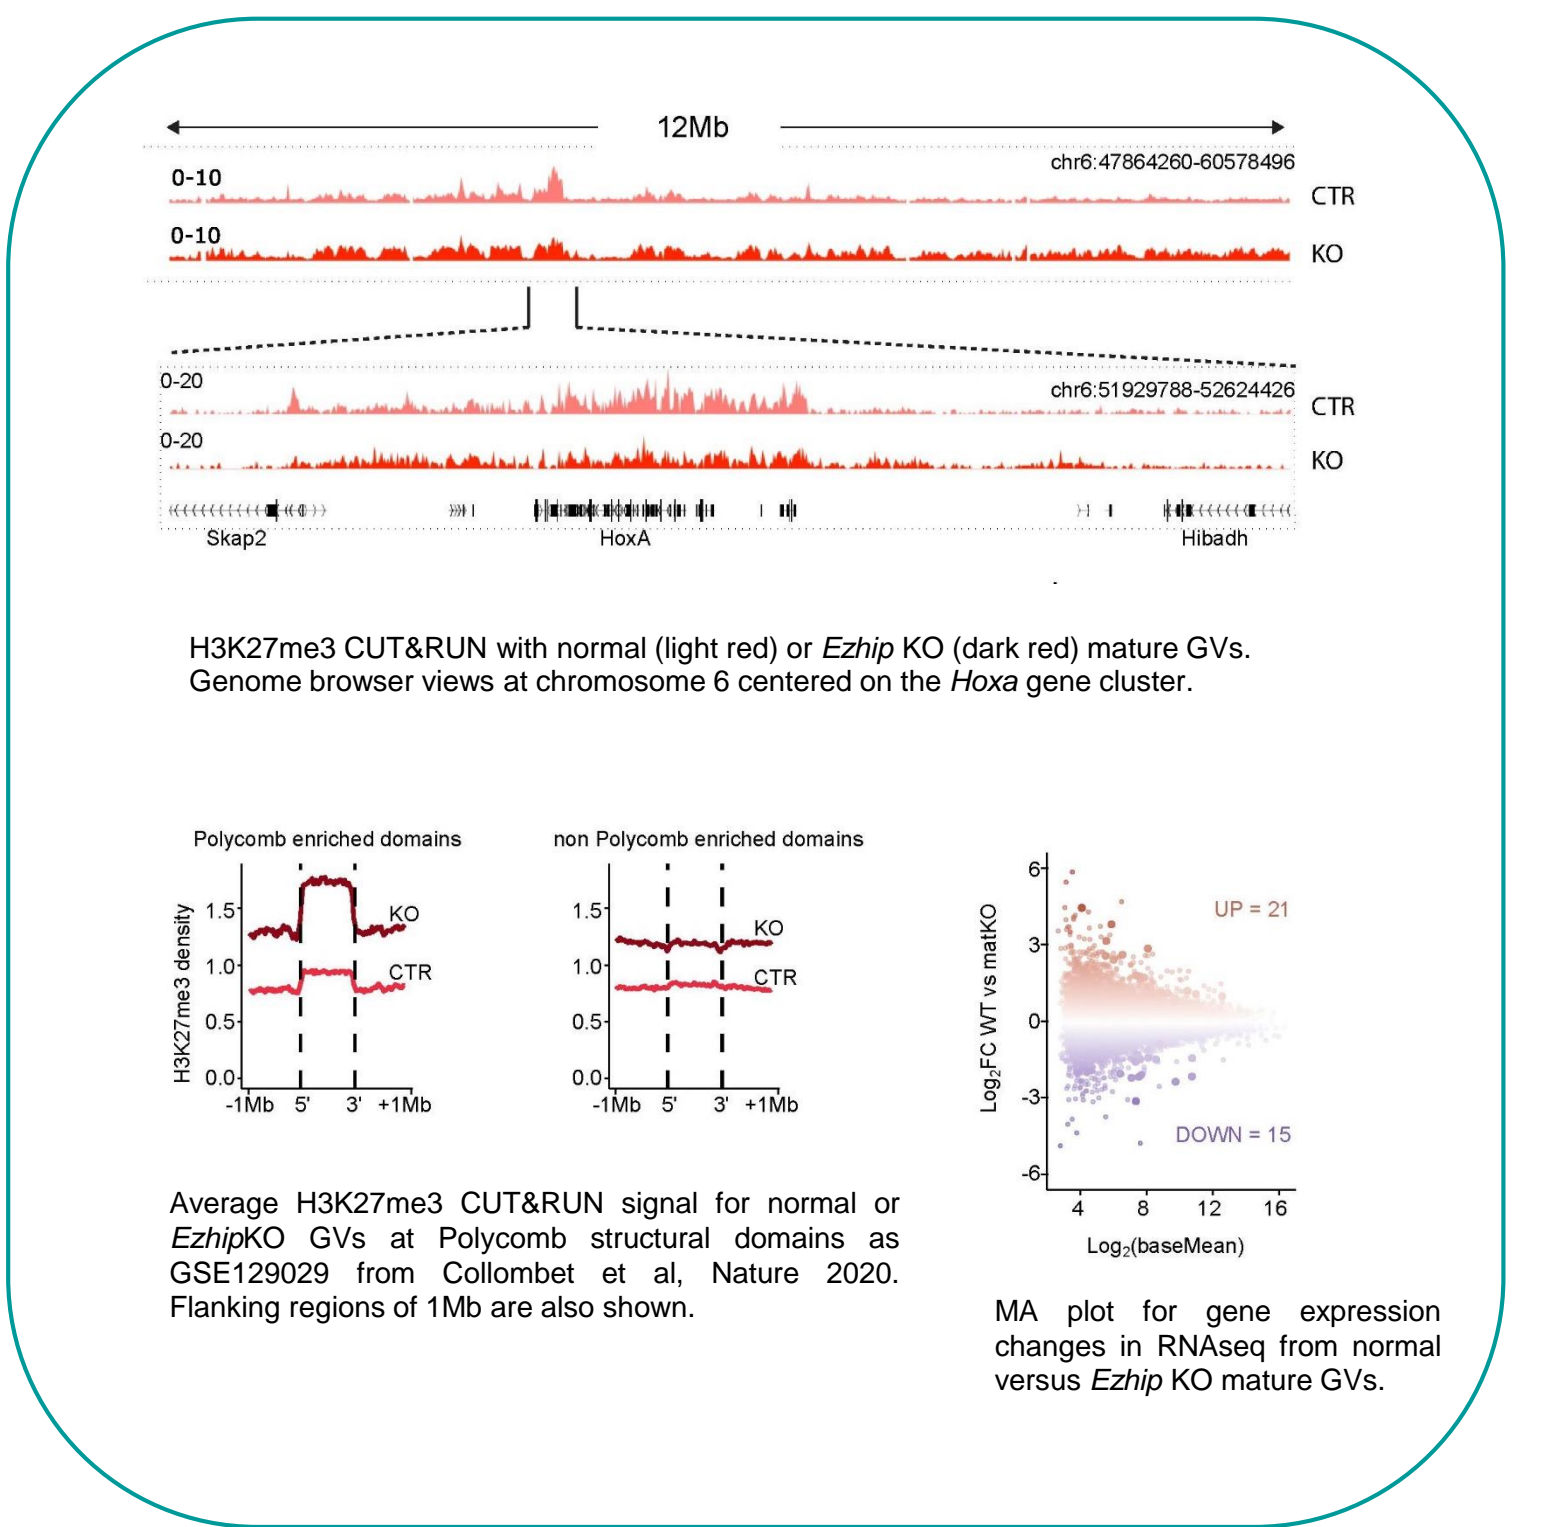 12Mb
chr6:47864260-60578496
0-10
CTR
0-10
KO
0-20
chr6:51929788-52624426
CTR
0-20
KO
Skap2
HoxA
Hibadh
H3K27me3 CUT&RUN with normal (light red) or Ezhip KO (dark red) mature GVs.
Genome browser views at chromosome 6 centered on the Hoxa gene cluster.
Polycomb enriched domains
H3K27me3 density
1.5
1.0
0.5
0.0
KO
CTR
-1Mb 5' 3' +1Mb
non Polycomb enriched domains
1.5
1.0
0.5
0.0
KO
CTR
-1Mb 5' 3' +1Mb
Average H3K27me3 CUT&RUN signal for normal or
EzhipKO GVs at Polycomb structural domains as
GSE129029 from Collombet et al, Nature 2020.
Flanking regions of 1Mb are also shown.
Log2FC WT vs matKO
6
3
0
-3
-6
UP = 21
DOWN = 15
4 8 12 16
Log2(baseMean)
MA plot for gene expression
changes in RNAseq from normal
versus Ezhip KO mature GVs.